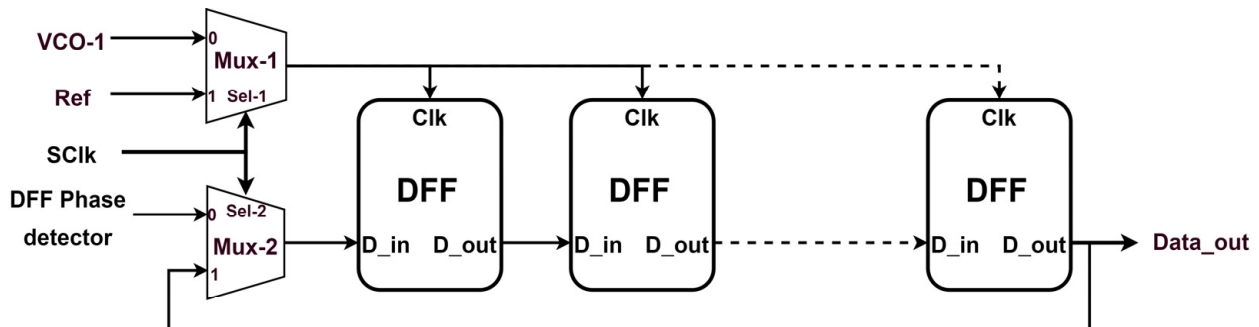 VCO-1
0
Mux-1
Ref
1 Sel-1
SClk
DFF Phase
detector
0
Sel-2
Mux-2
1
Clk
DFF
D_in D_out
Clk
DFF
D_in D_out
Clk
DFF
D_in D_out
Data_out